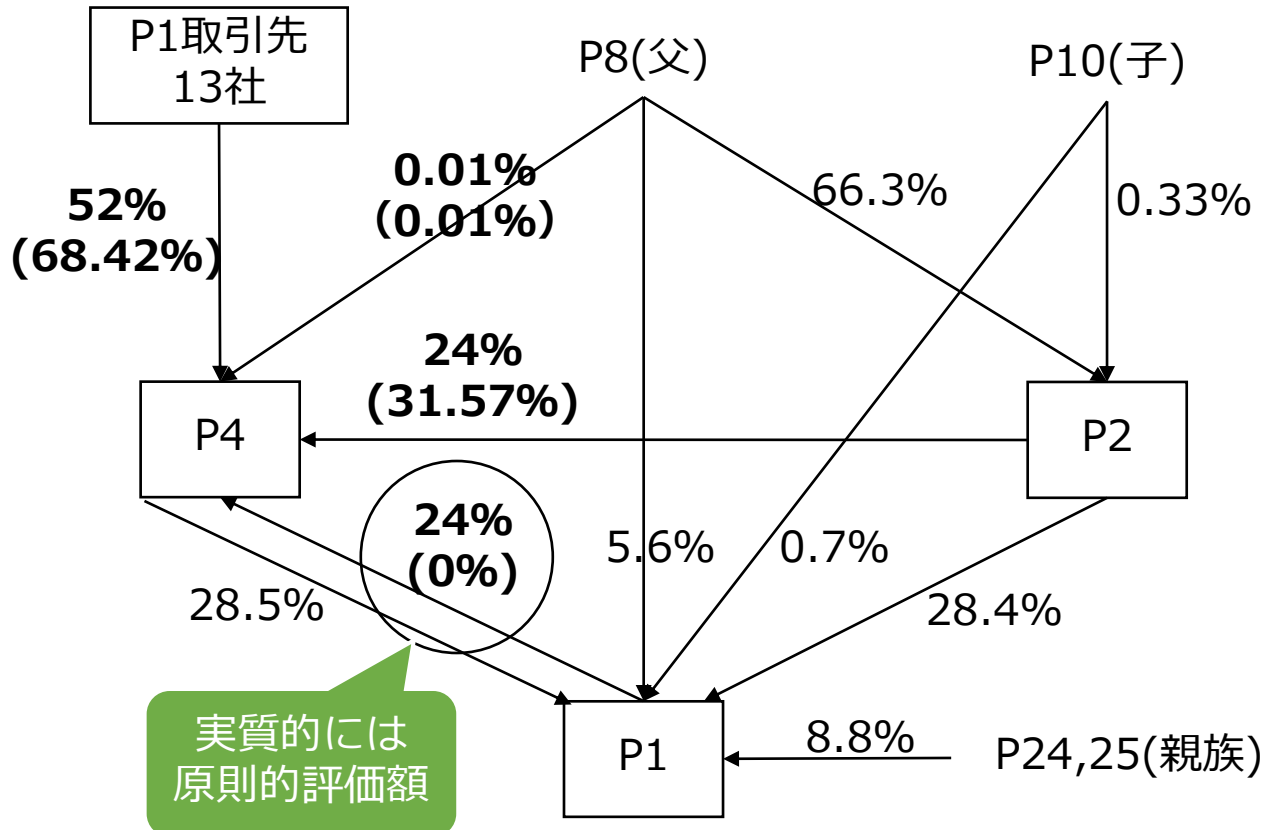 P1取引先
13社
P8(父)
P10(子)
52%
(68.42%)
0.01%
(0.01%)
66.3%
0.33%
24%
(31.57%)
P4
P2
24%
(0%)
28.5%
5.6%
0.7%
28.4%
実質的には
原則的評価額
P1
8.8%
P24,25(親族)